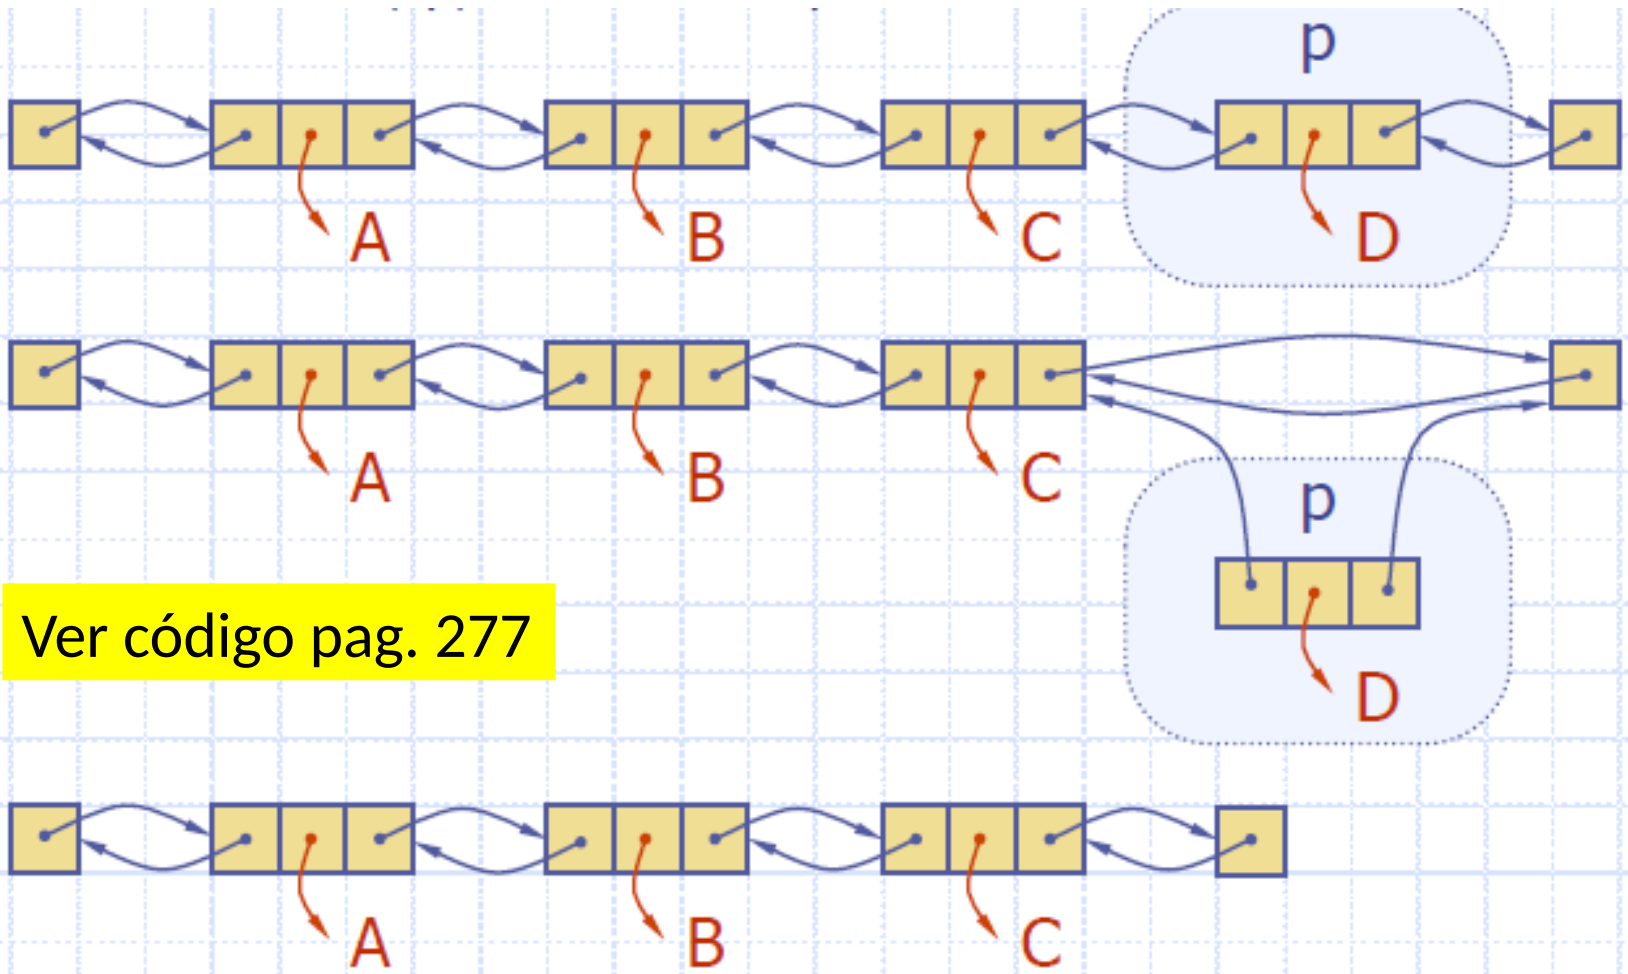 p
A B C D
A B C
p
Ver código pag. 277
D
A B C